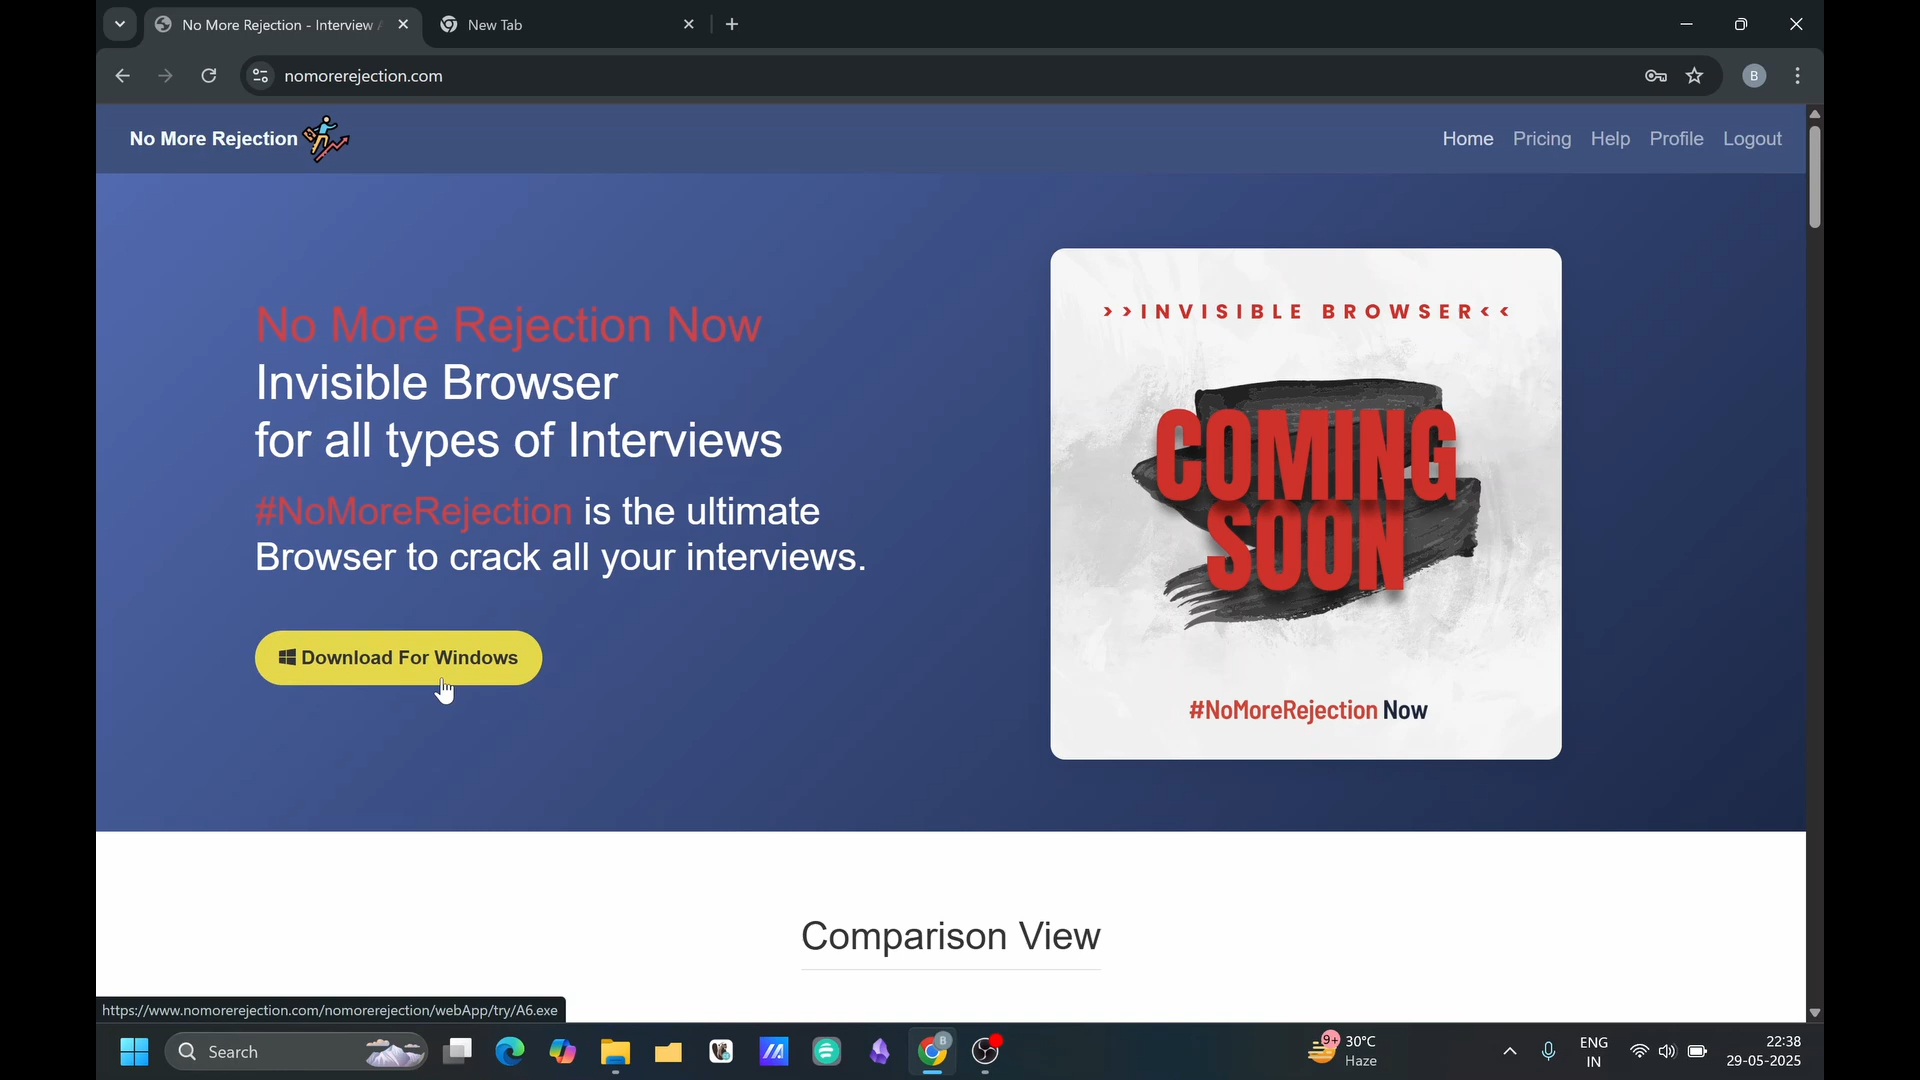 No More Rejection - Interview A
New Tab
nomorerejection.com
B
No More Rejection
Home
Pricing
Help
Profile
Logout
No More Rejection Now
Invisible Browser
for all types of Interviews
#NoMoreRejection is the ultimate
Browser to crack all your interviews.
Download For Windows
>>INVISIBLE BROWSER<<
COMING
SOON
#NoMoreRejection Now
Comparison View
https://www.nomorerejection.com/nomorerejection/webApp/try/A6.exe
Search
B
9+
30°C
Haze
ENG
IN
22:38
29-05-2025